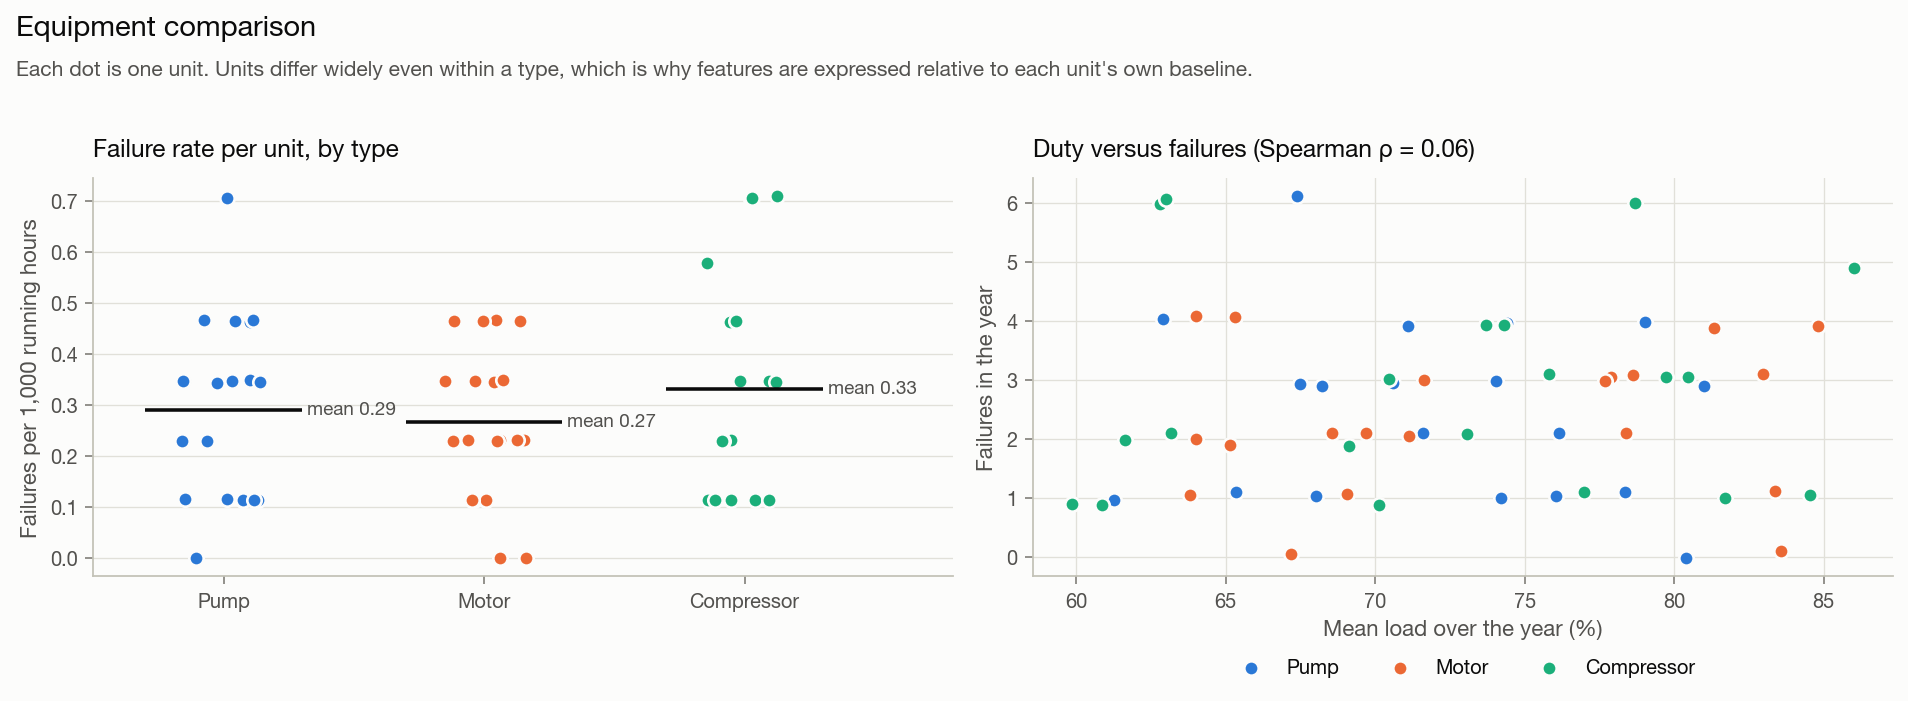 Equipment comparison
Each dot is one unit. Units differ widely even within a type, which is why features are expressed relative to each unit's own baseline.
Failure rate per unit, by type
Failures per 1,000 running hours
0.7
0.6
0.5
0.4
0.3
0.2
0.1
0.0
mean 0.29
mean 0.27
mean 0.33
Pump
Motor
Compressor
Duty versus failures (Spearman ρ = 0.06)
Failures in the year
6
5
4
3
2
1
0
60
65
70
75
80
85
Mean load over the year (%)
Pump
Motor
Compressor